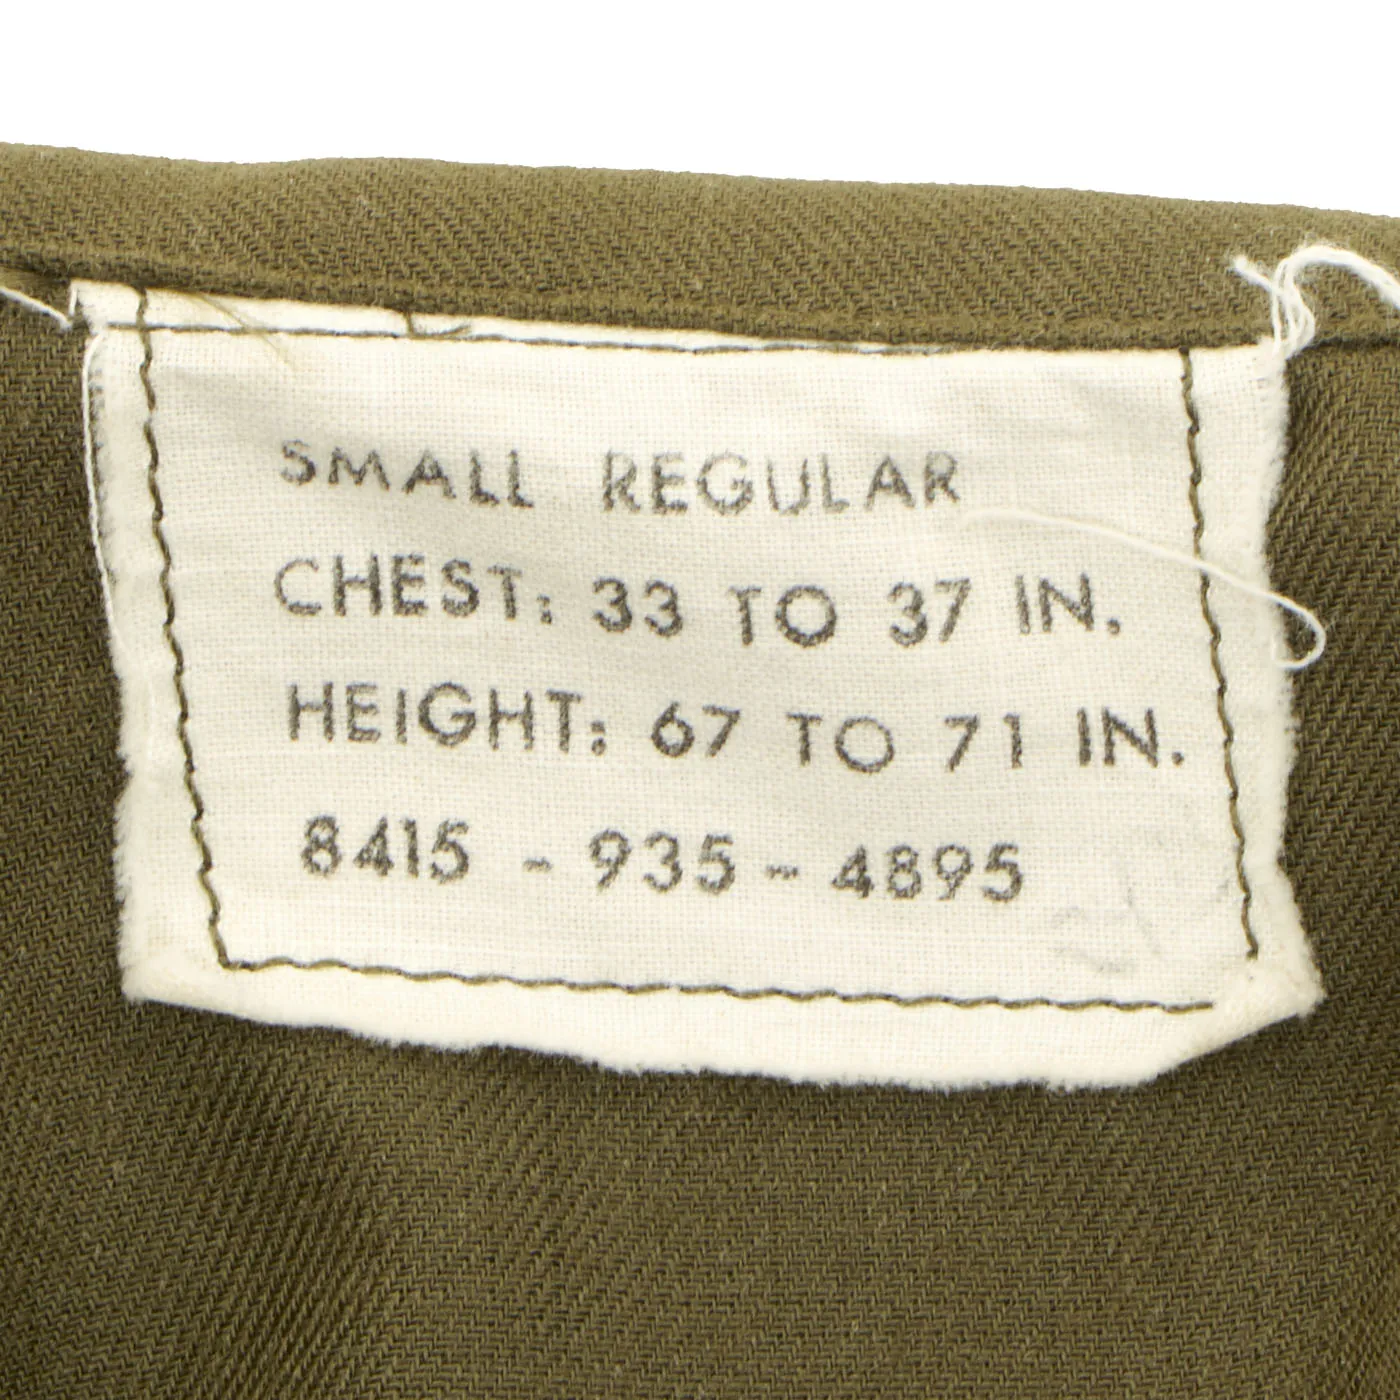 SMALL REGULAR
CHEST: 33 TO 37 IN.
HEIGHT: 67 TO 71 IN.
8415 - 935 - 4895